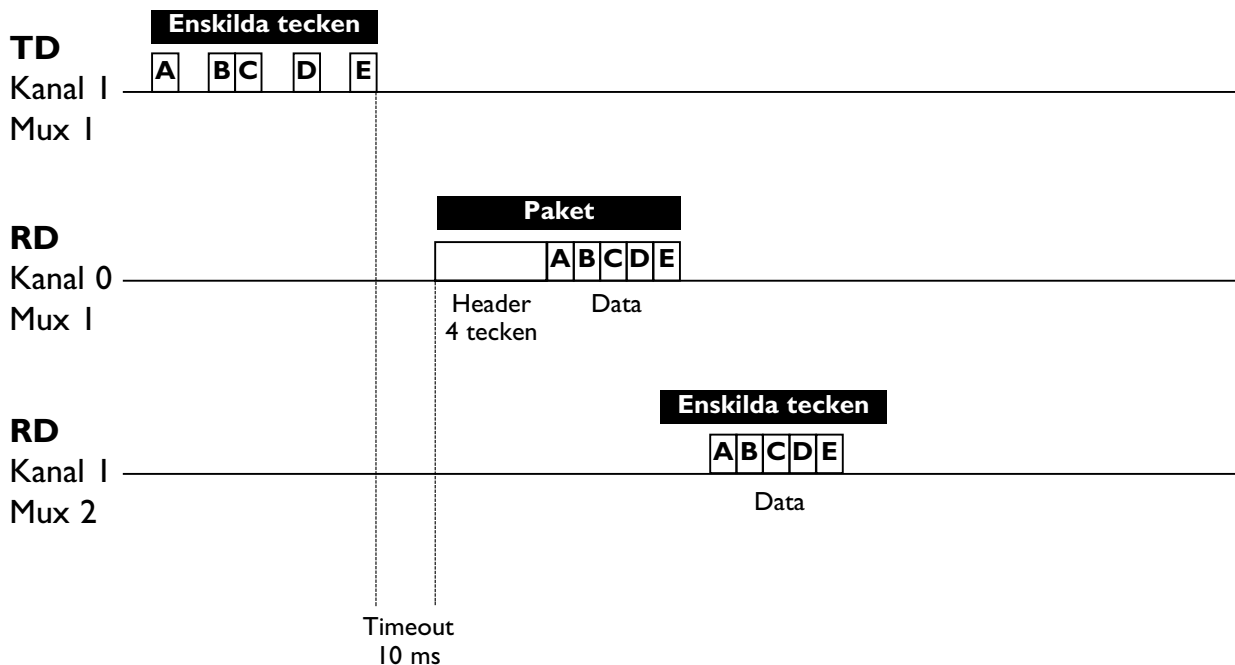 Enskilda tecken
TD
Kanal 1
Mux 1
A B C D E
Paket
RD
Kanal 0
Mux 1
A B C D E
Header
4 tecken
Data
Enskilda tecken
RD
Kanal 1
Mux 2
A B C D E
Data
Timeout
10 ms